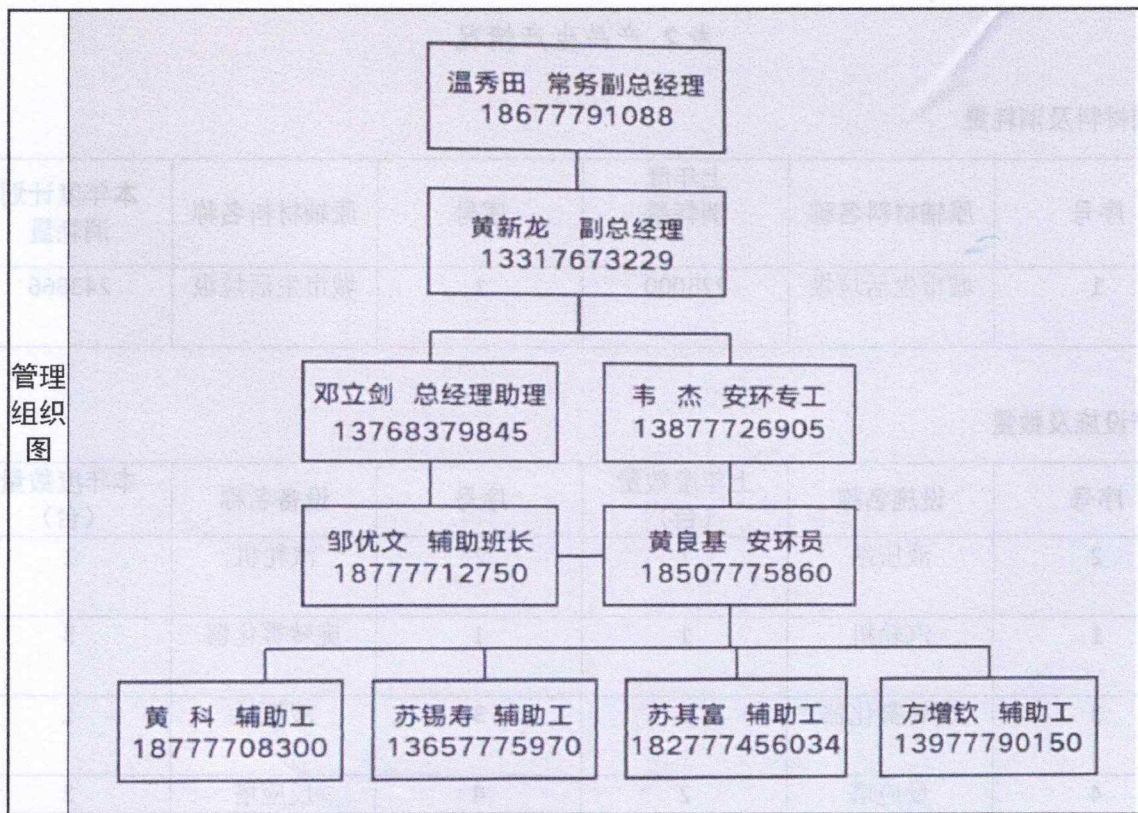 管理
组织
图
温秀田 常务副总经理
18677791088
黄新龙 副总经理
13317673229
邓立剑 总经理助理
13768379845
韦 杰 安环专工
13877726905
邹优文 辅助班长
18777712750
黄良基 安环员
18507775860
黄 科 辅助工
18777708300
苏锡寿 辅助工
13657775970
苏其富 辅助工
182777456034
方增钦 辅助工
13977790150